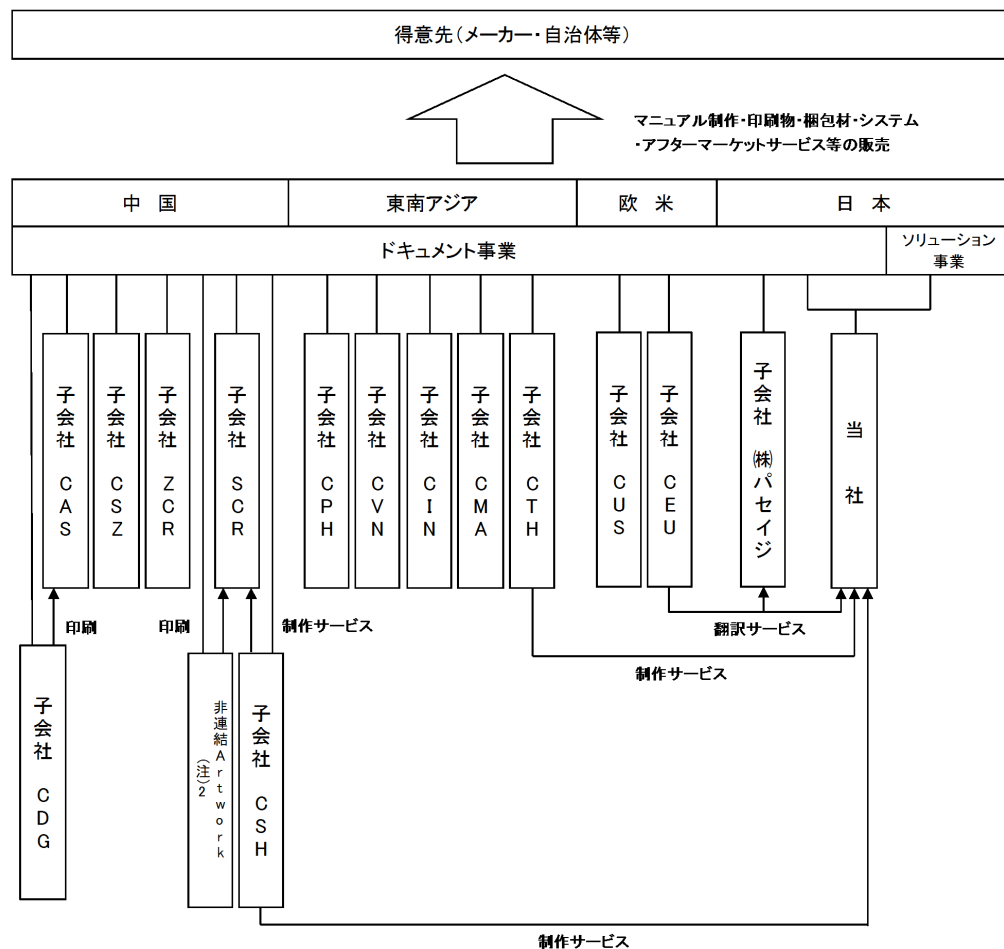 得意先（メーカー・自治体等）
マニュアル制作・印刷物・梱包材・システム
・アフターマーケットサービス等の販売
中　国
東南アジア
欧　米
日　本
ドキュメント事業
ソリューション
事業
子会社　CAS
子会社　CSZ
子会社　ZCR
子会社　SCR
子会社　CPH
子会社　CVN
子会社　CIN
子会社　CMA
子会社　CTH
子会社　CUS
子会社　CEU
子会社　㈱パセイジ
当　社
印刷
印刷
制作サービス
翻訳サービス
制作サービス
子会社　CDG
非連結Artwork
（注）2
子会社　CSH
制作サービス